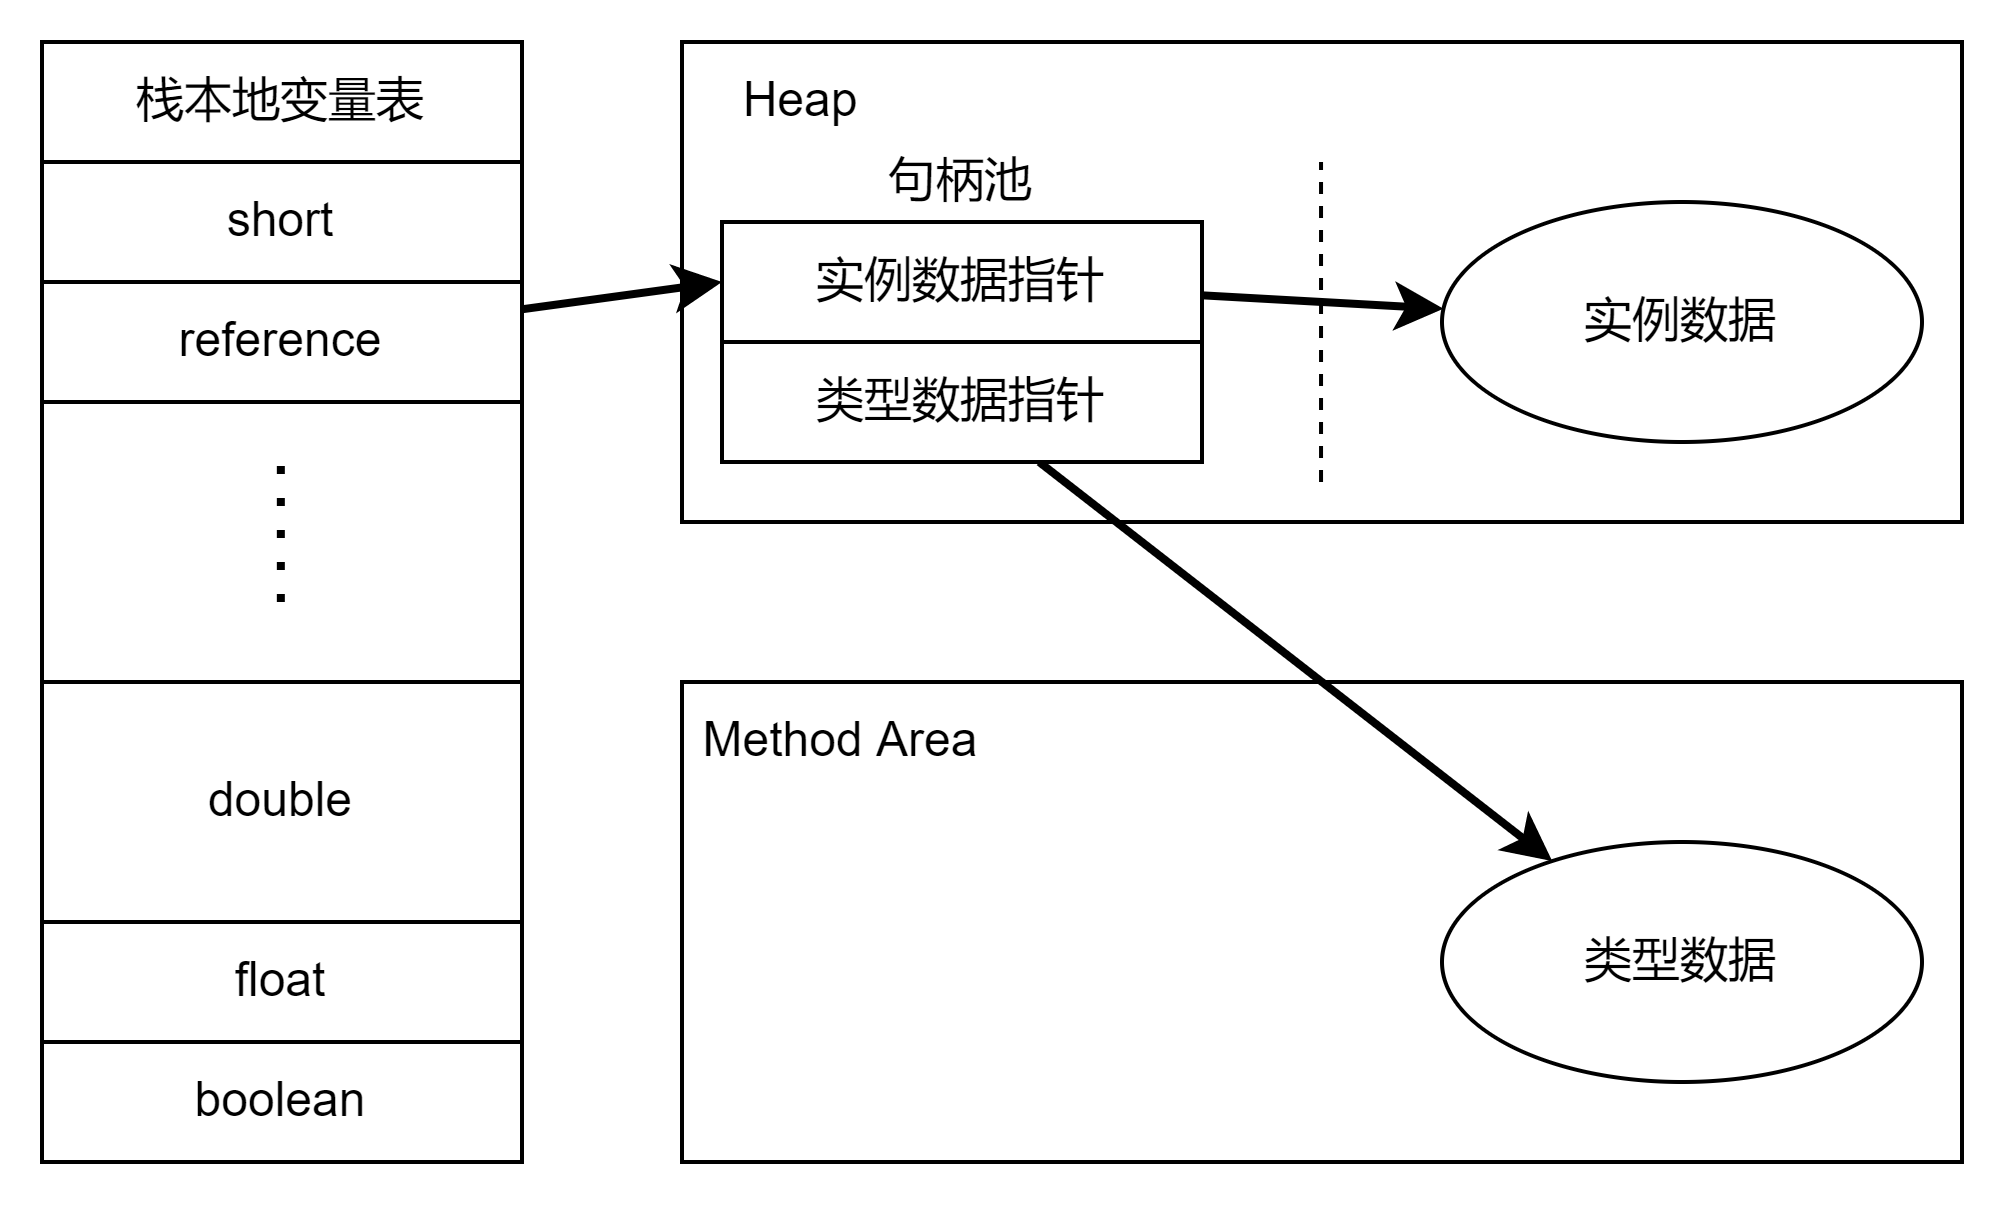 栈本地变量表
short
reference
double
float
boolean
Heap
句柄池
实例数据指针
类型数据指针
实例数据
Method Area
类型数据